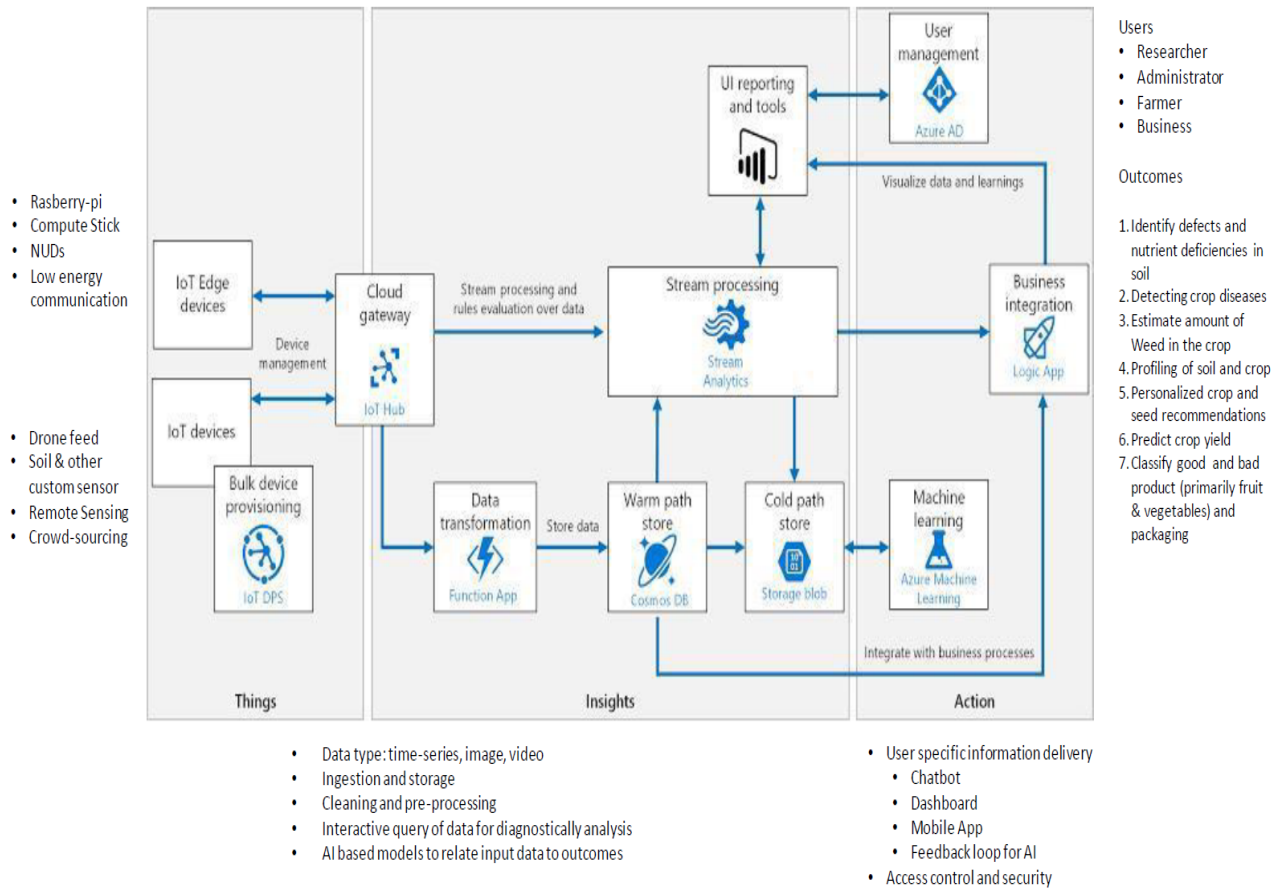 User
management
Azure AD
UI reporting
and tools
Visualize data and learnings
Users
• Researcher
• Administrator
• Farmer
• Business
Outcomes
1. Identify defects and
nutrient deficiencies in
soil
2. Detecting crop diseases
3. Estimate amount of
Weed in the crop
4. Profiling of soil and crop
5. Personalized crop and
seed recommendations
6. Predict crop yield
7. Classify good and bad
product (primarily fruit
& vegetables) and
packaging
• Rasberry-pi
• Compute Stick
• NUDs
• Low energy
communication
IoT Edge
devices
Device
management
Cloud
gateway
IoT Hub
Stream processing and
rules evaluation over data
Stream processing
Stream
Analytics
Business
integration
Logic App
• Drone feed
• Soil & other
custom sensor
• Remote Sensing
• Crowd-sourcing
IoT devices
Bulk device
provisioning
IoT DPS
Data
transformation
Function App
Store data
Warm path
store
Cosmos DB
Cold path
store
10
01
Storage blob
Machine
learning
Azure Machine
Learning
Integrate with business processes
Things
Insights
Action
• Data type: time-series, image, video
• Ingestion and storage
• Cleaning and pre-processing
• Interactive query of data for diagnostically analysis
• AI based models to relate input data to outcomes
• User specific information delivery
• Chatbot
• Dashboard
• Mobile App
• Feedback loop for AI
• Access control and security